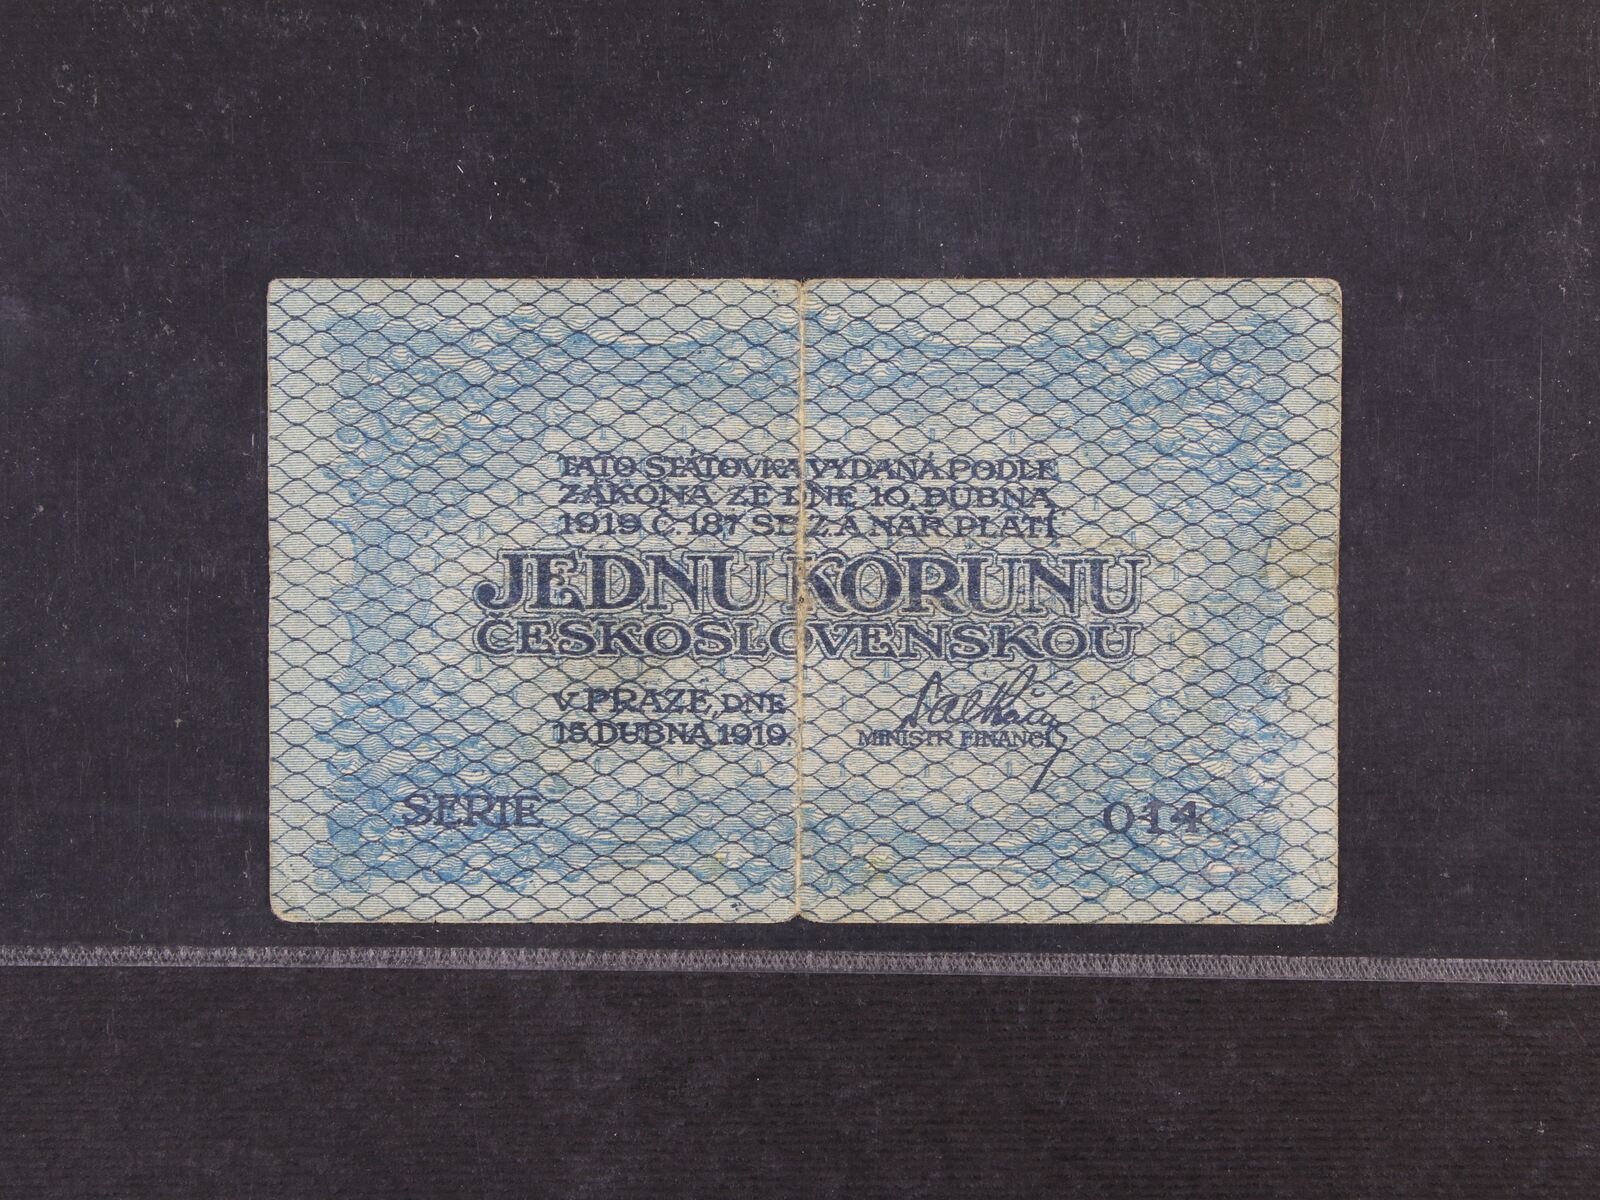 TATO STÁTOVKA VYDANÁ PODLE
ZÁKONA ZE DNE 10. DUBNA
1919 Č. 187 SB. Z. A NAŘ. PLATÍ
JEDNU KORUNU
ČESKOSLOVENSKOU
V PRAZE, DNE
15. DUBNA 1919.
MINISTR FINANCÍ
SERIE 014